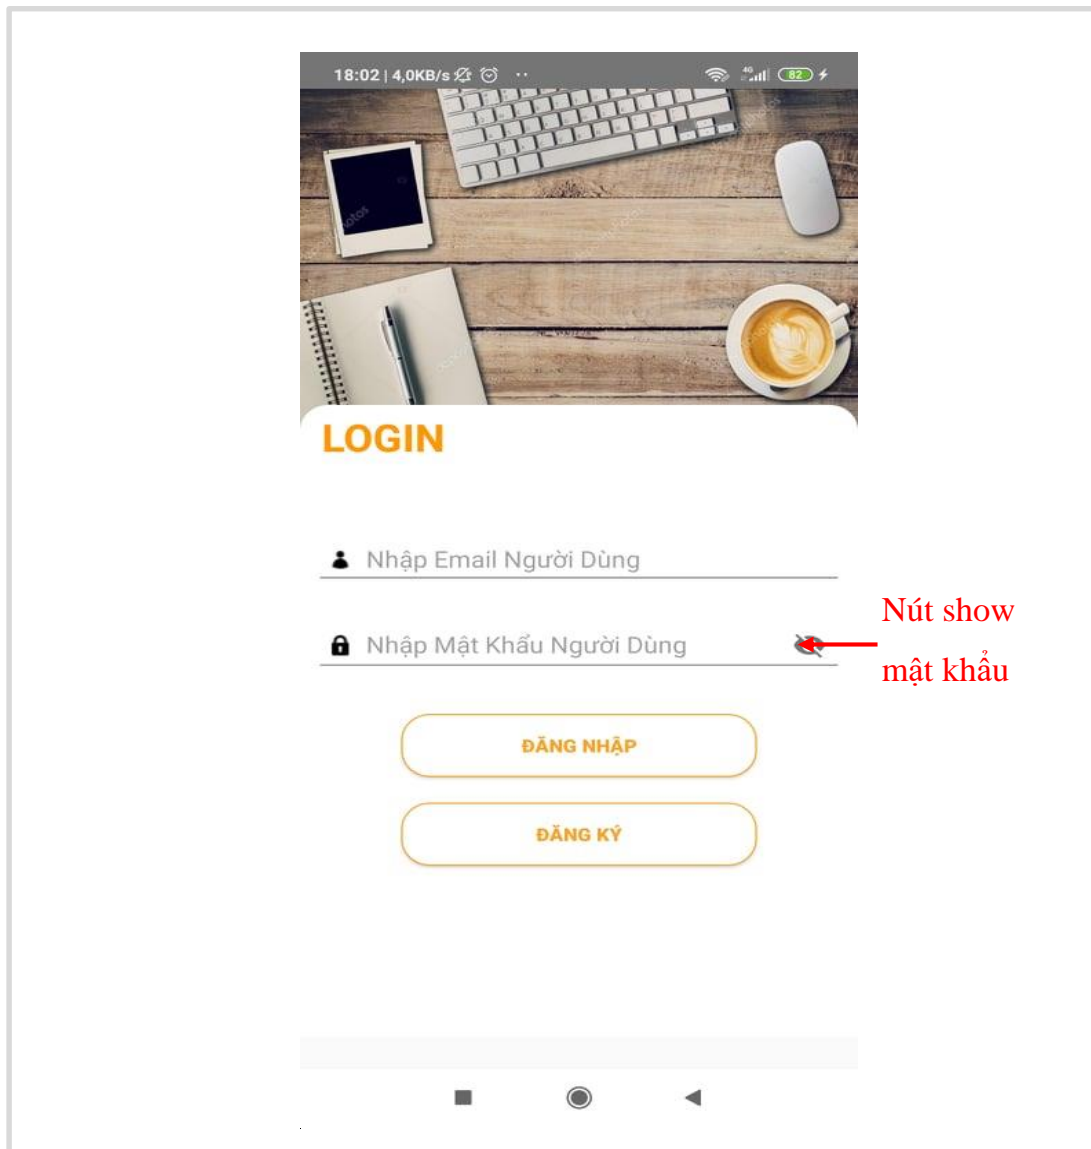 18:02 | 4,0KB/s
4G
82
LOGIN
Nhập Email Người Dùng
Nhập Mật Khẩu Người Dùng
Nút show
mật khẩu
ĐĂNG NHẬP
ĐĂNG KÝ